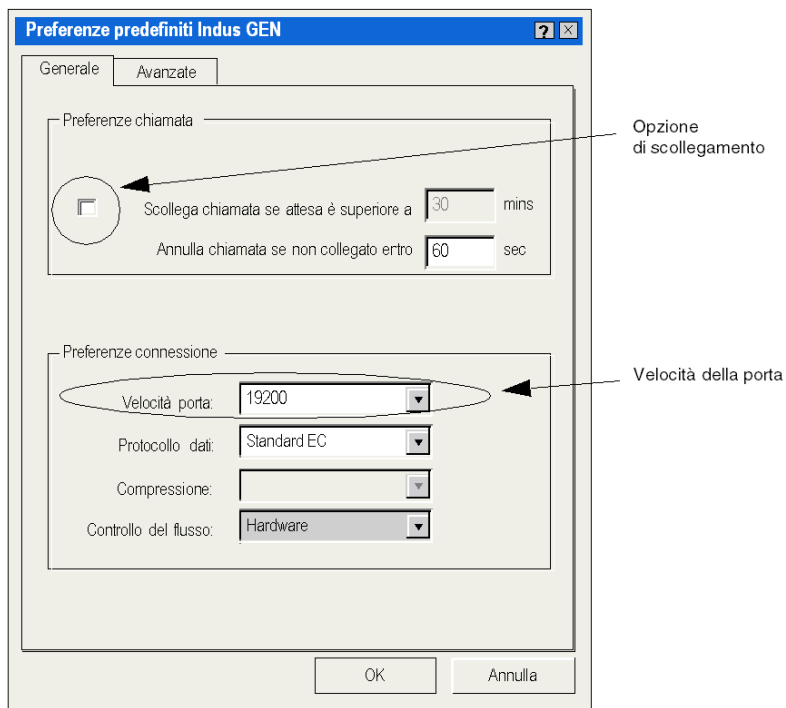 Preferenze predefiniti Indus GEN
Generale
Avanzate
Preferenze chiamata
Scollega chiamata se attesa è superiore a 30 mins
Annulla chiamata se non collegato ertro 60 sec
Opzione
di scollegamento
Preferenze connessione
Velocità porta: 19200
Velocità della porta
Protocollo dati: Standard EC
Compressione:
Controllo del flusso: Hardware
OK
Annulla